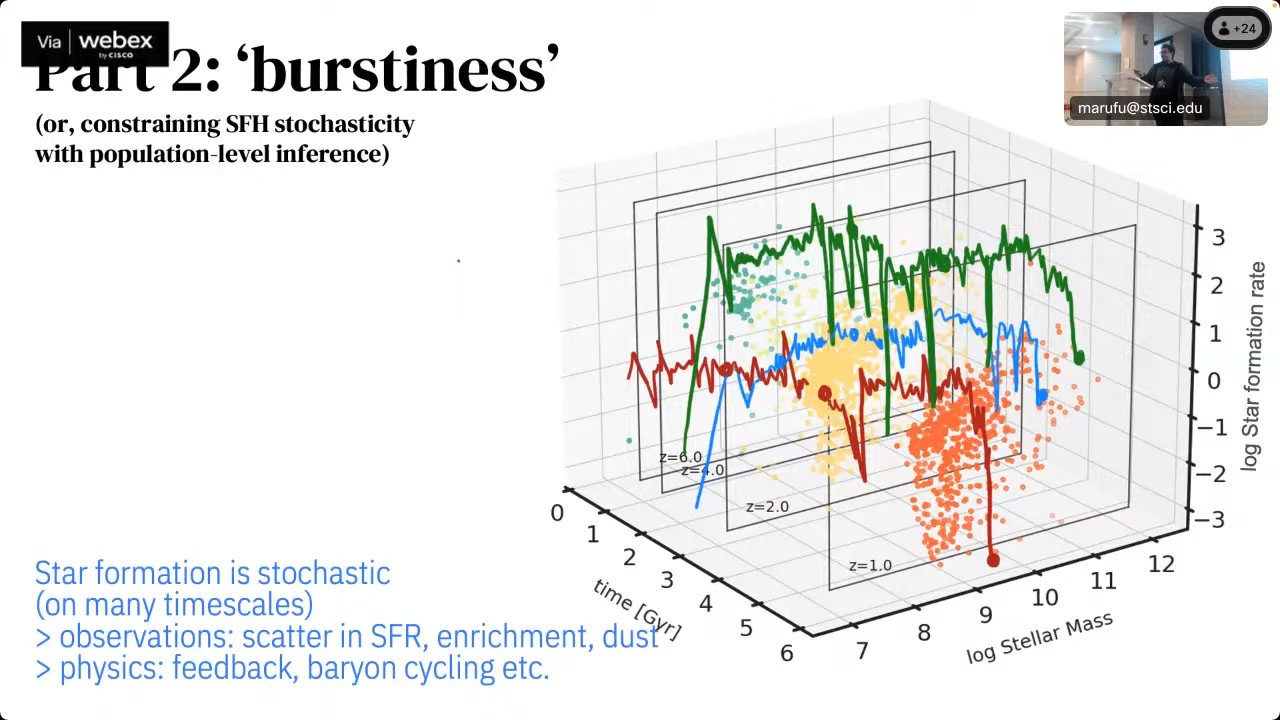 Via webex
by CISCO
Part 2: ‘burstiness’
(or, constraining SFH stochasticity
with population-level inference)
+24
marufu@stsci.edu
3
2
1
0
−1
−2
−3
log Star formation rate
z=6.0
z=4.0
z=2.0
z=1.0
0
1
2
3
4
5
6
time [Gyr]
7
8
9
10
11
12
log Stellar Mass
Star formation is stochastic
(on many timescales)
> observations: scatter in SFR, enrichment, dust
> physics: feedback, baryon cycling etc.